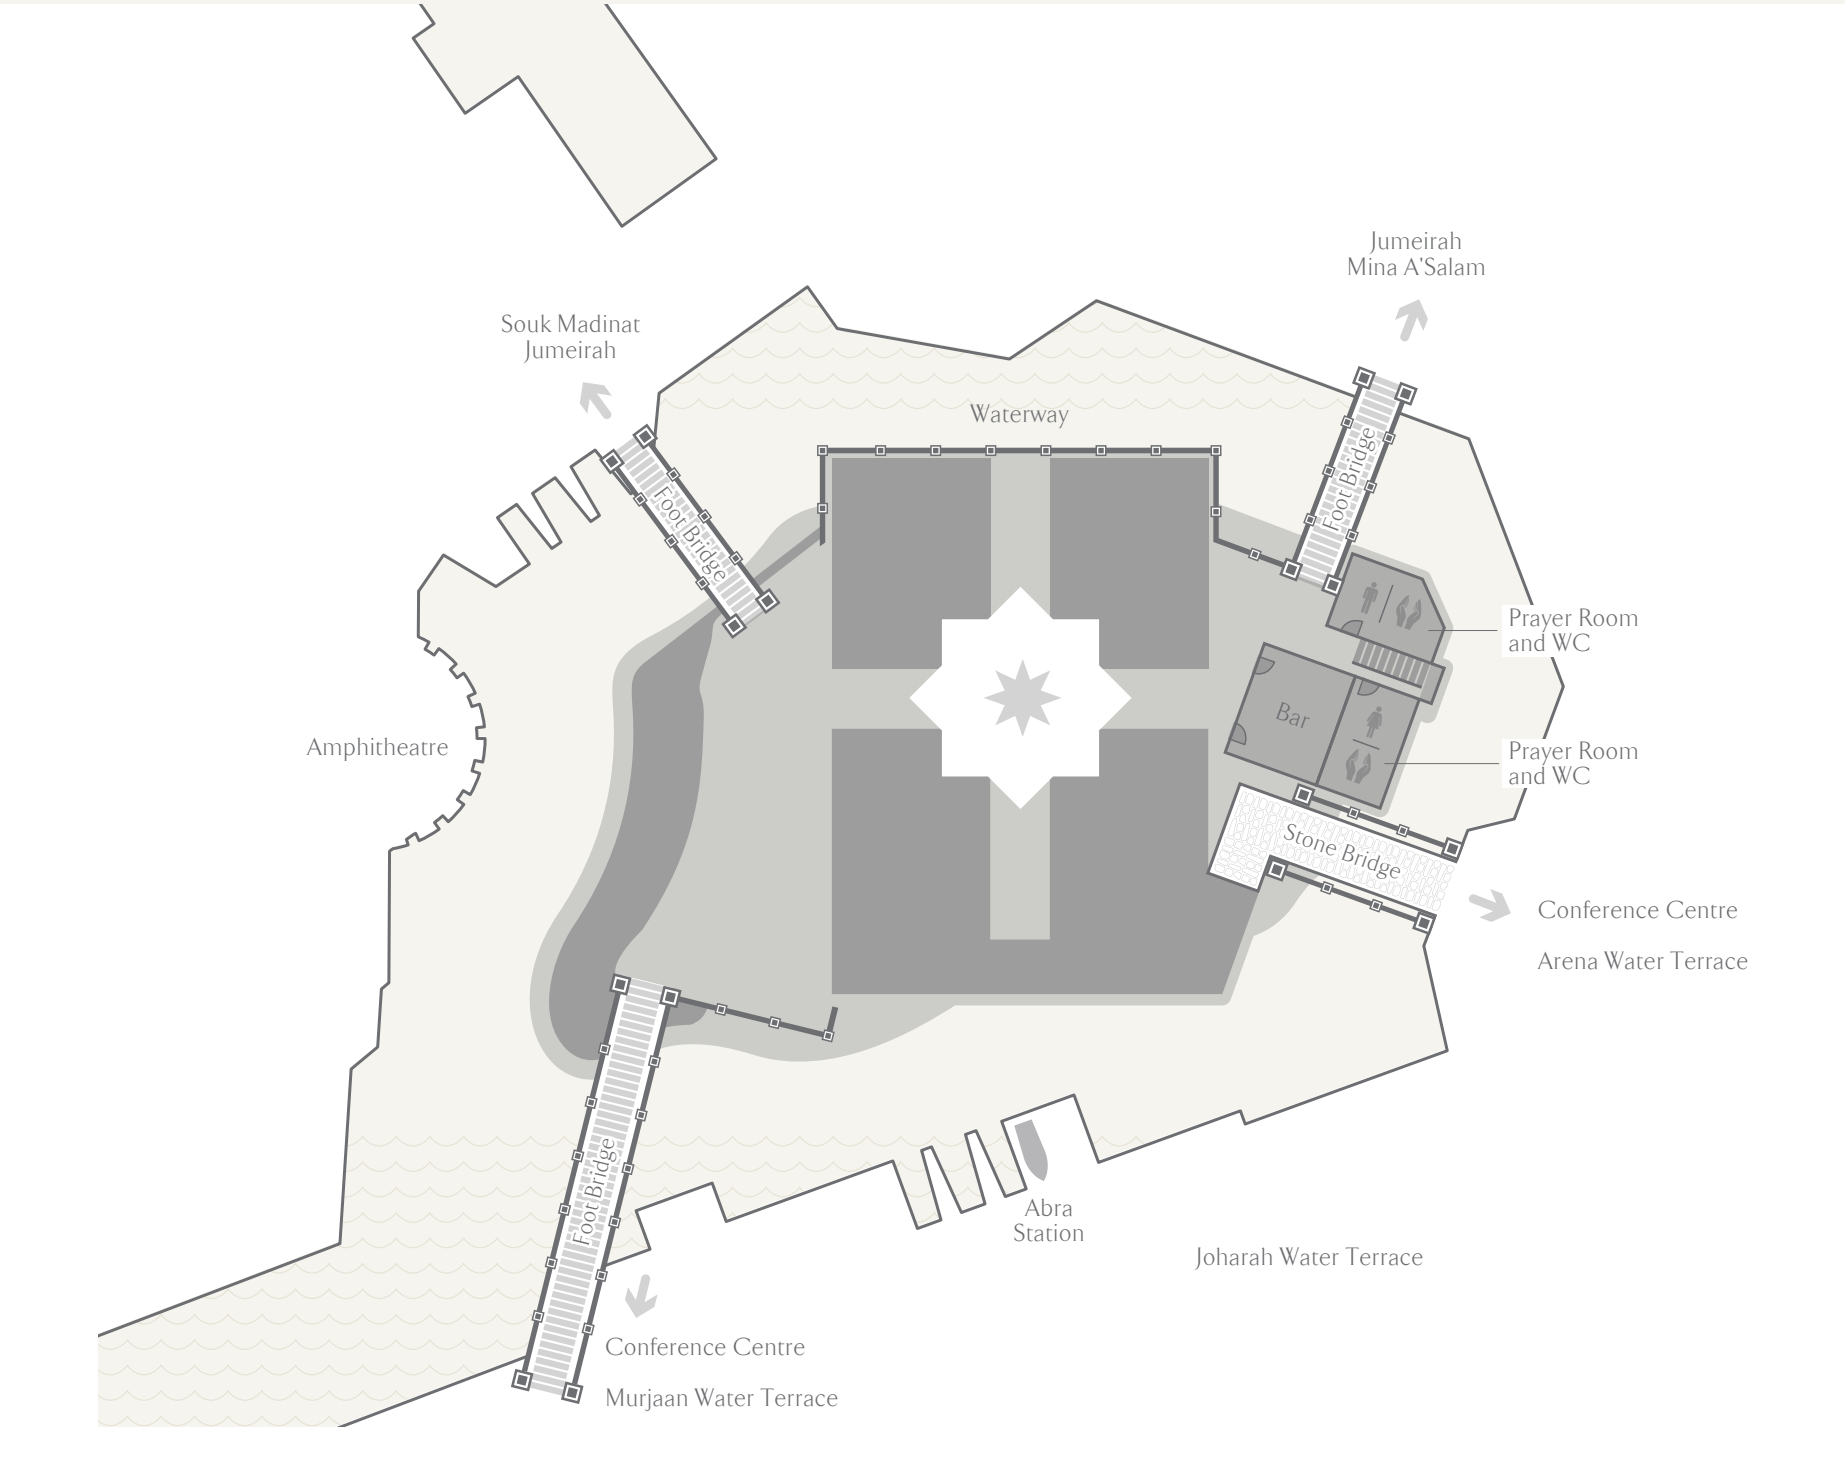 Jumeirah
Mina A'Salam
Souk Madinat
Jumeirah
Waterway
Foot Bridge
Foot Bridge
Prayer Room
and WC
Bar
Amphitheatre
Prayer Room
and WC
Stone Bridge
Conference Centre
Arena Water Terrace
Foot Bridge
Abra
Station
Joharah Water Terrace
Conference Centre
Murjaan Water Terrace